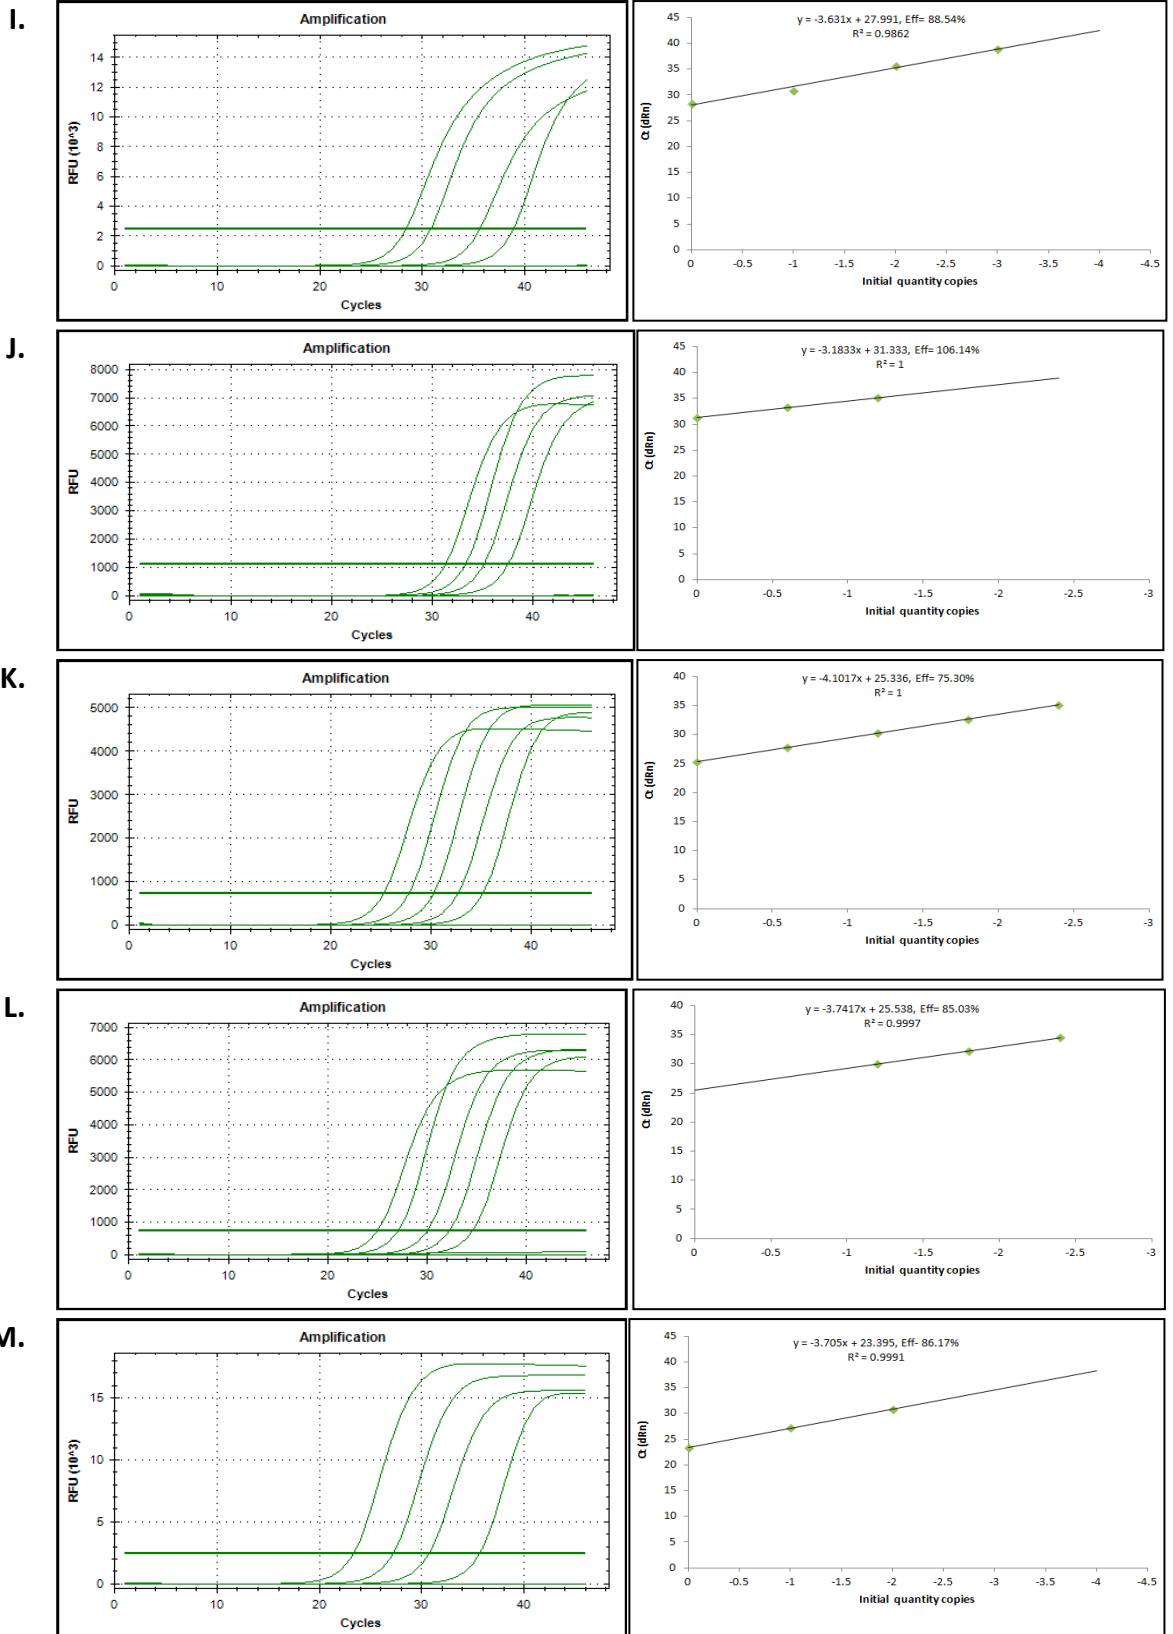 I.
Amplification
14
12
10
8
6
4
2
0
RFU (10^3)
0 20 30 40
Cycles
y = -3.631x + 27.991, Eff= 88.54%
R² = 0.9862
45
40
35
30
25
20
15
10
5
0
Ct (dRn)
0 -0.5 -1 -1.5 -2 -2.5 -3 -3.5 -4 -4.5
Initial quantity copies
J.
Amplification
8000
7000
6000
5000
4000
3000
2000
1000
0
RFU
0 10 20 30 40
Cycles
y = -3.1833x + 31.333, Eff= 106.14%
R² = 1
45
40
35
30
25
20
15
10
5
0
Ct (dRn)
0 -0.5 -1 -1.5 -2 -2.5 -3
Initial quantity copies
K.
Amplification
5000
4000
3000
2000
1000
0
RFU
0 10 20 30 40
Cycles
y = -4.1017x + 25.336, Eff= 75.30%
R² = 1
40
35
30
25
20
15
10
5
0
Ct (dRn)
0 -0.5 -1 -1.5 -2 -2.5 -3
Initial quantity copies
L.
Amplification
7000
6000
5000
4000
3000
2000
1000
0
RFU
0 10 20 30 40
Cycles
y = -3.7417x + 25.538, Eff= 85.03%
R² = 0.9997
40
35
30
25
20
15
10
5
0
Ct (dRn)
0 -0.5 -1 -1.5 -2 -2.5 -3
Initial quantity copies
M.
Amplification
15
10
5
0
RFU (10^3)
0 20 30 40
Cycles
y = -3.705x + 23.395, Eff- 86.17%
R² = 0.9991
45
40
35
30
25
20
15
10
5
0
Ct (dRn)
0 -0.5 -1 -1.5 -2 -2.5 -3 -3.5 -4 -4.5
Initial quantity copies